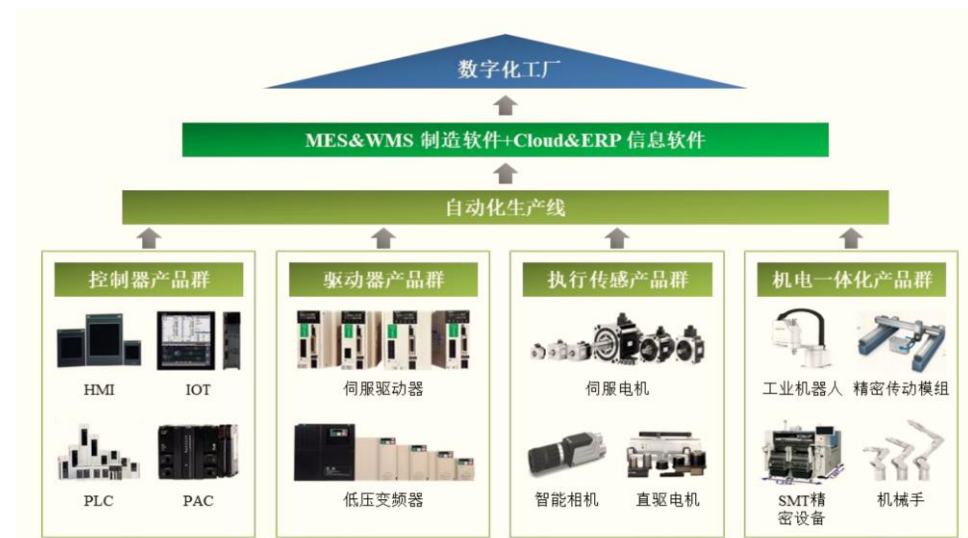 数字化工厂
MES&WMS 制造软件+Cloud&ERP 信息软件
自动化生产线
控制器产品群
HMI
IOT
PLC
PAC
驱动器产品群
伺服驱动器
低压变频器
执行传感产品群
伺服电机
智能相机
直驱电机
机电一体化产品群
工业机器人
精密传动模组
SMT精
密设备
机械手